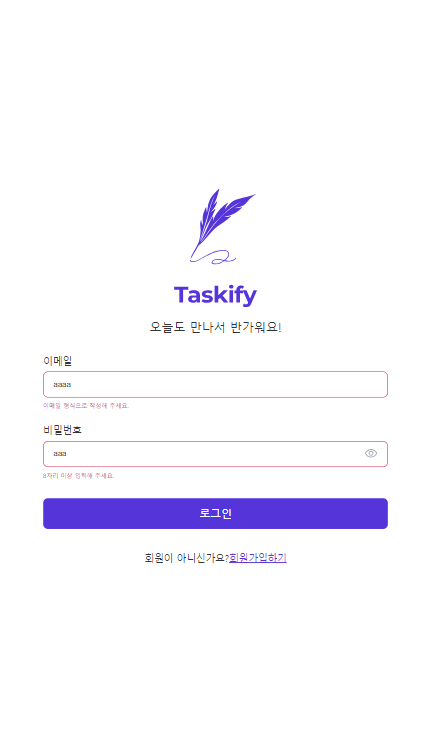 Taskify
오늘도 만나서 반가워요!
이메일
aaaa
이메일 형식으로 작성해 주세요.
비밀번호
aaa
8자리 이상 입력해 주세요.
로그인
회원이 아니신가요?회원가입하기